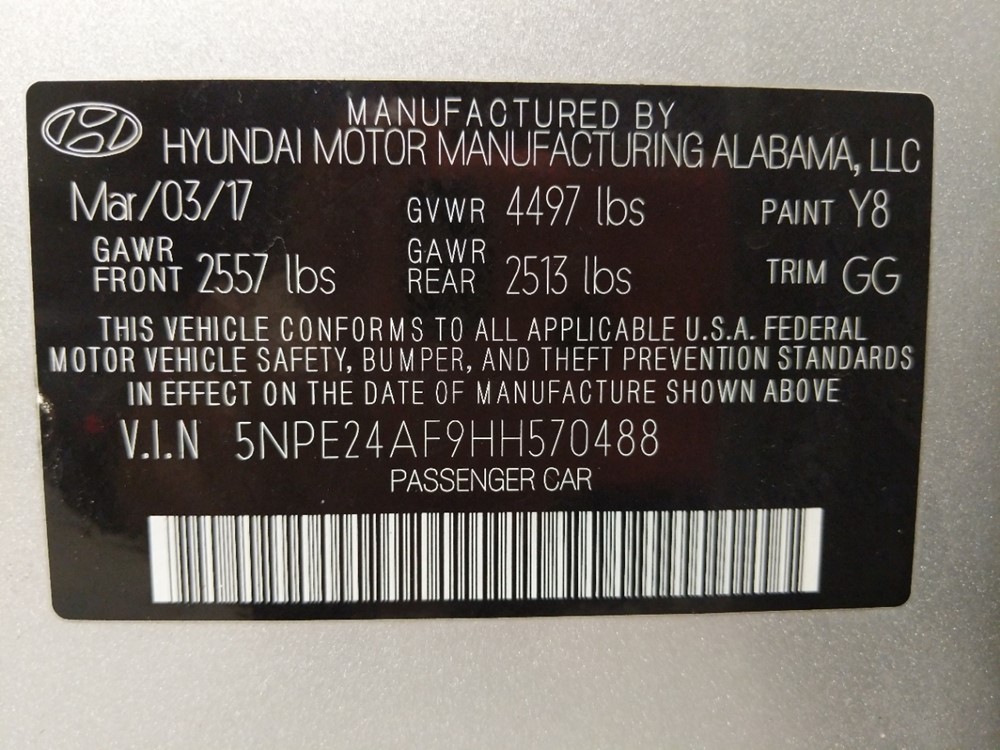 MANUFACTURED BY
HYUNDAI MOTOR MANUFACTURING ALABAMA, LLC
Mar/03/17 GVWR 4497 lbs PAINT Y8
GAWR FRONT 2557 lbs GAWR REAR 2513 lbs TRIM GG
THIS VEHICLE CONFORMS TO ALL APPLICABLE U.S.A. FEDERAL
MOTOR VEHICLE SAFETY, BUMPER, AND THEFT PREVENTION STANDARDS
IN EFFECT ON THE DATE OF MANUFACTURE SHOWN ABOVE
V.I.N 5NPE24AF9HH570488
PASSENGER CAR